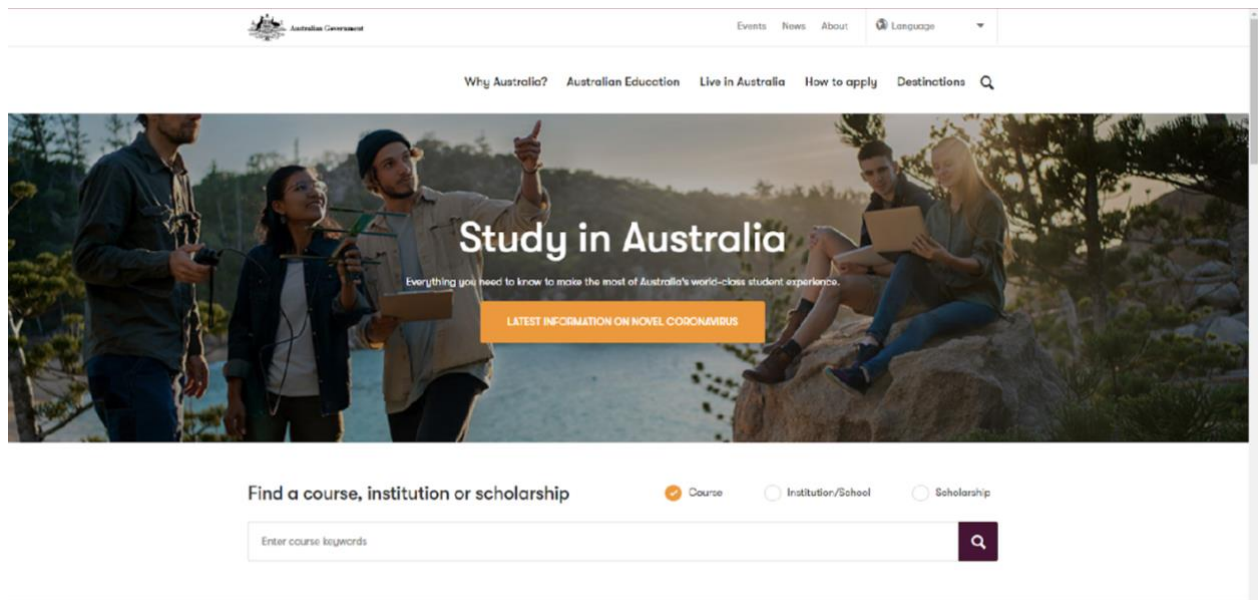 Australian Government
Events News About Language
Why Australia? Australian Education Live in Australia How to apply Destinations
Study in Australia
Everything you need to know to make the most of Australia's world-class student experience.
LATEST INFORMATION ON NOVEL CORONAVIRUS
Find a course, institution or scholarship Course Institution/School Scholarship
Enter course keywords